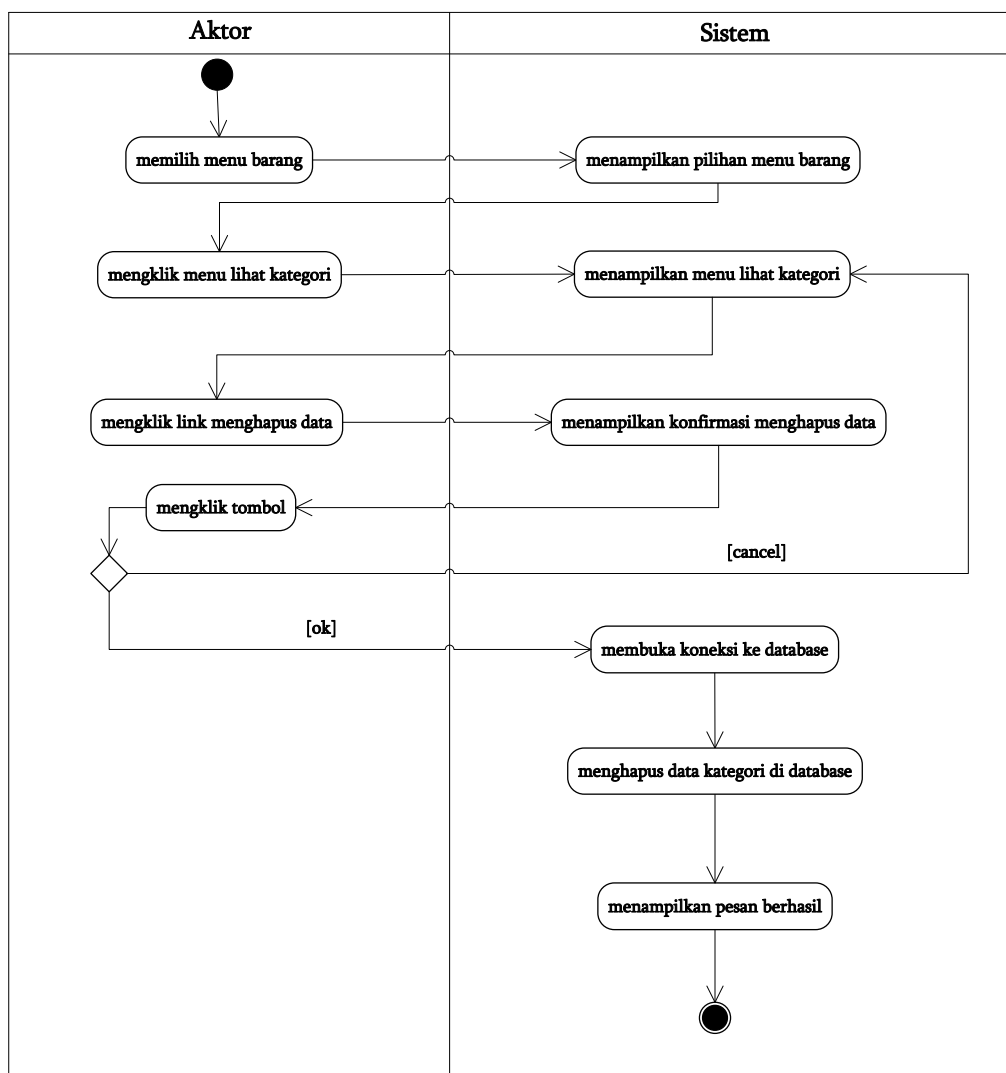 Aktor
Sistem
memilih menu barang
menampilkan pilihan menu barang
mengklik menu lihat kategori
menampilkan menu lihat kategori
mengklik link menghapus data
menampilkan konfirmasi menghapus data
mengklik tombol
[cancel]
[ok]
membuka koneksi ke database
menghapus data kategori di database
menampilkan pesan berhasil